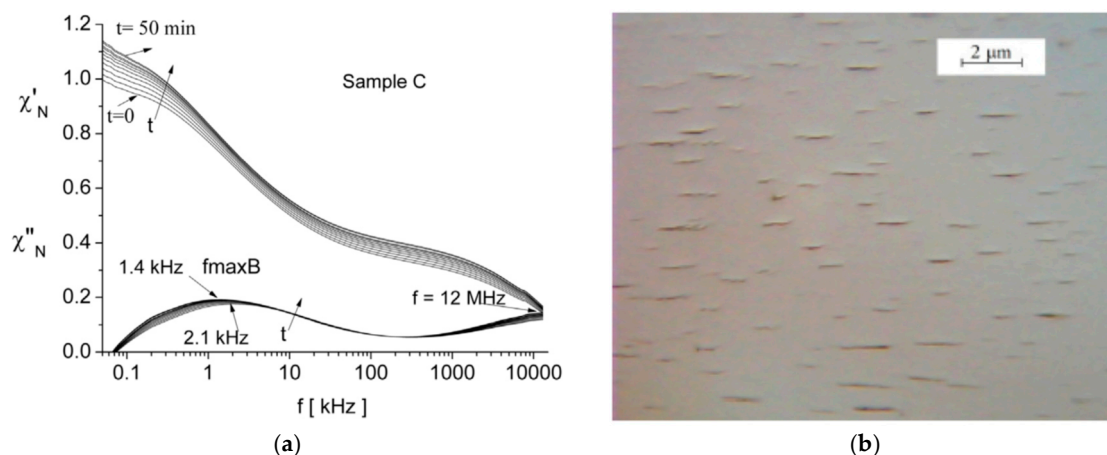 1.2
t= 50 min
1.0
Sample C
χ'N
t=0
t
0.8
0.6
χ"N
0.4
1.4 kHz
fmaxB
f = 12 MHz
0.2
2.1 kHz
t
0.0
0.1
1
10
100
1000
10000
f [ kHz ]
(a)
2 µm
(b)